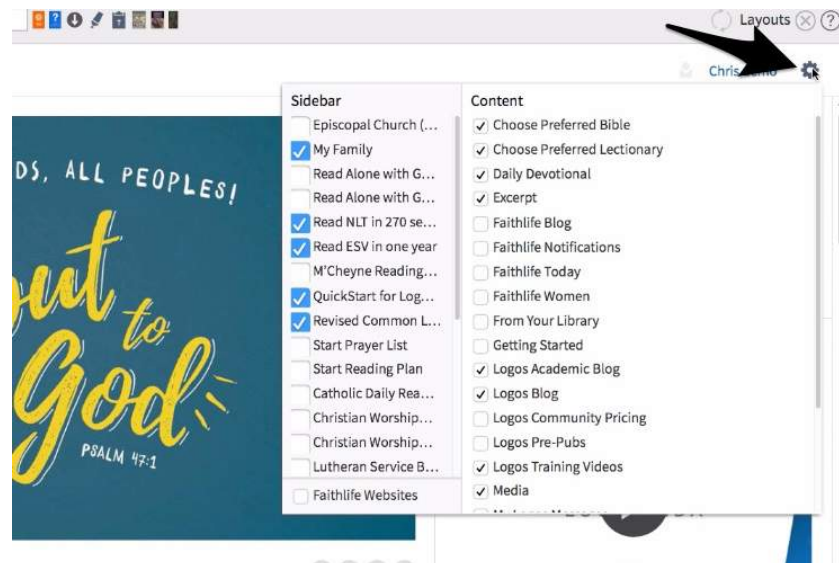 Layouts
Chris
Sidebar
Content
Episcopal Church (...
My Family
Read Alone with G...
Read Alone with G...
Read NLT in 270 se...
Read ESV in one year
M'Cheyne Reading...
QuickStart for Log...
Revised Common L...
Start Prayer List
Start Reading Plan
Catholic Daily Rea...
Christian Worship...
Christian Worship...
Lutheran Service B...
Faithlife Websites
Choose Preferred Bible
Choose Preferred Lectionary
Daily Devotional
Excerpt
Faithlife Blog
Faithlife Notifications
Faithlife Today
Faithlife Women
From Your Library
Getting Started
Logos Academic Blog
Logos Blog
Logos Community Pricing
Logos Pre-Pubs
Logos Training Videos
Media
DS, ALL PEOPLES!
out
to
God
PSALM 47:1